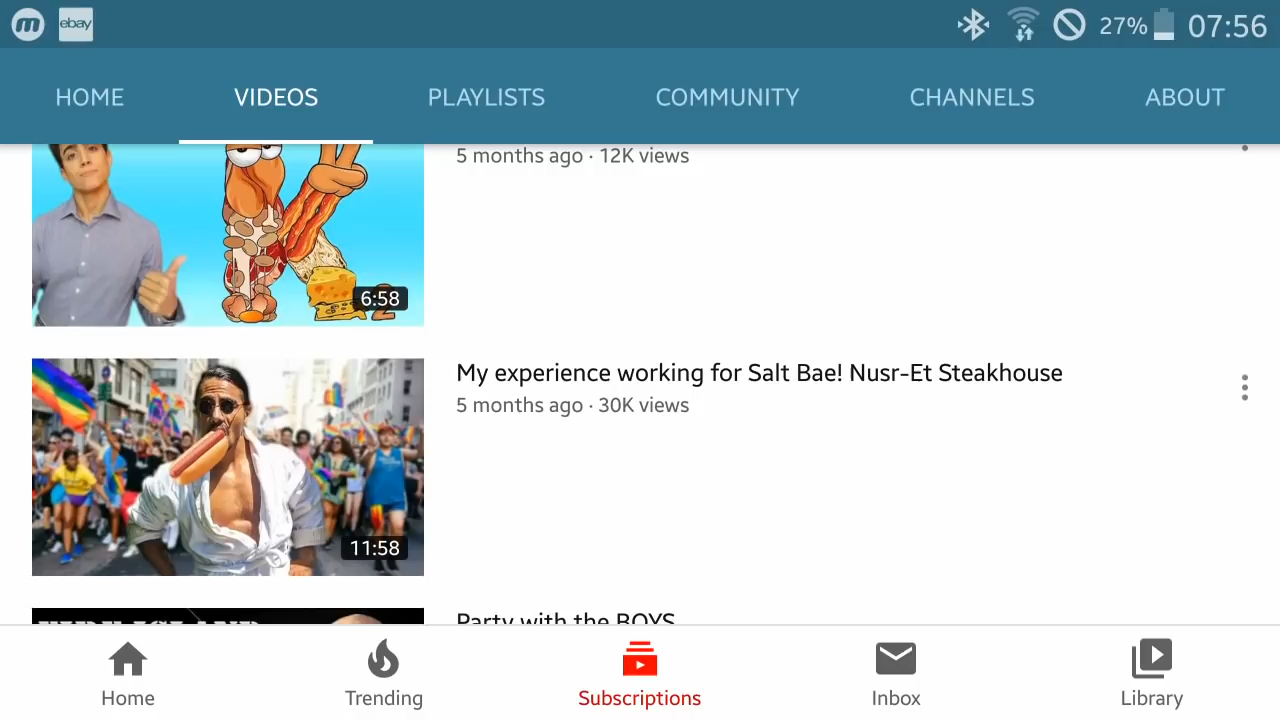 m
ebay
27%
07:56
HOME
VIDEOS
PLAYLISTS
COMMUNITY
CHANNELS
ABOUT
5 months ago · 12K views
6:58
My experience working for Salt Bae! Nusr-Et Steakhouse
5 months ago · 30K views
11:58
Party with the BOYS
Home
Trending
Subscriptions
Inbox
Library